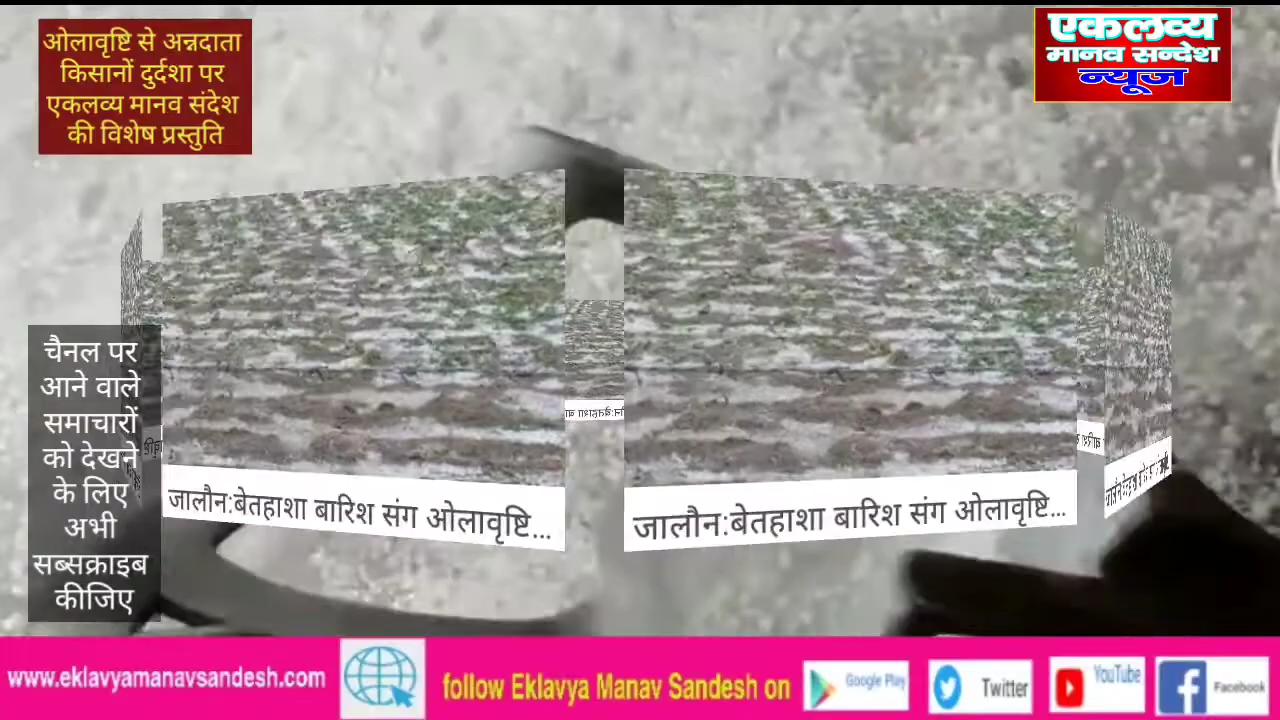 ओलावृष्टि से अन्नदाता
किसानों दुर्दशा पर
एकलव्य मानव संदेश
की विशेष प्रस्तुति
एकलव्य
मानव सन्देश
न्यूज
चैनल पर
आने वाले
समाचारों
को देखने
के लिए
अभी
सब्सक्राइब
कीजिए
जालौन:बेतहाशा बारिश संग ओलावृष्टि...
जालौन:बेतहाशा बारिश संग ओलावृष्टि...
www.eklavyamanavsandesh.com
follow Eklavya Manav Sandesh on
Google Play
Twitter
YouTube
Facebook